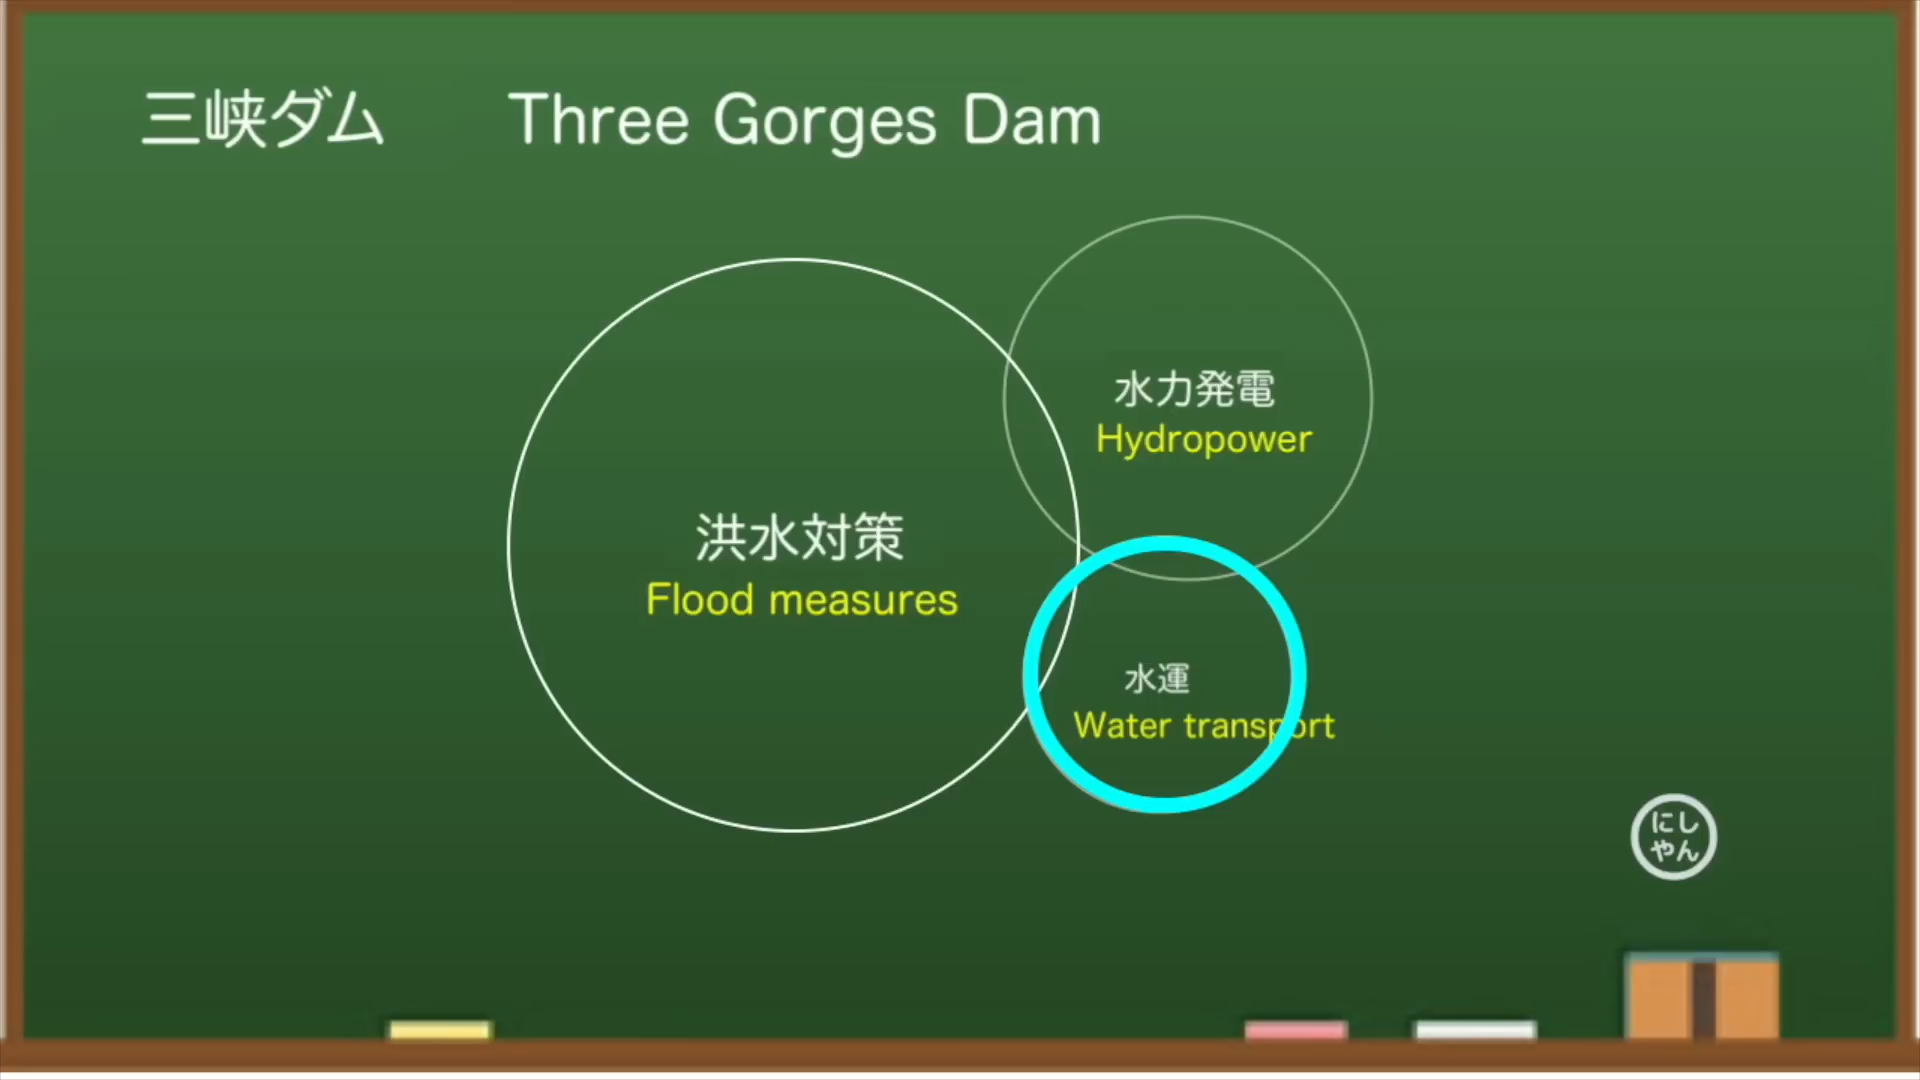 三峡ダム Three Gorges Dam
水力発電
Hydropower
洪水対策
Flood measures
水運
Water transport
にし
やん